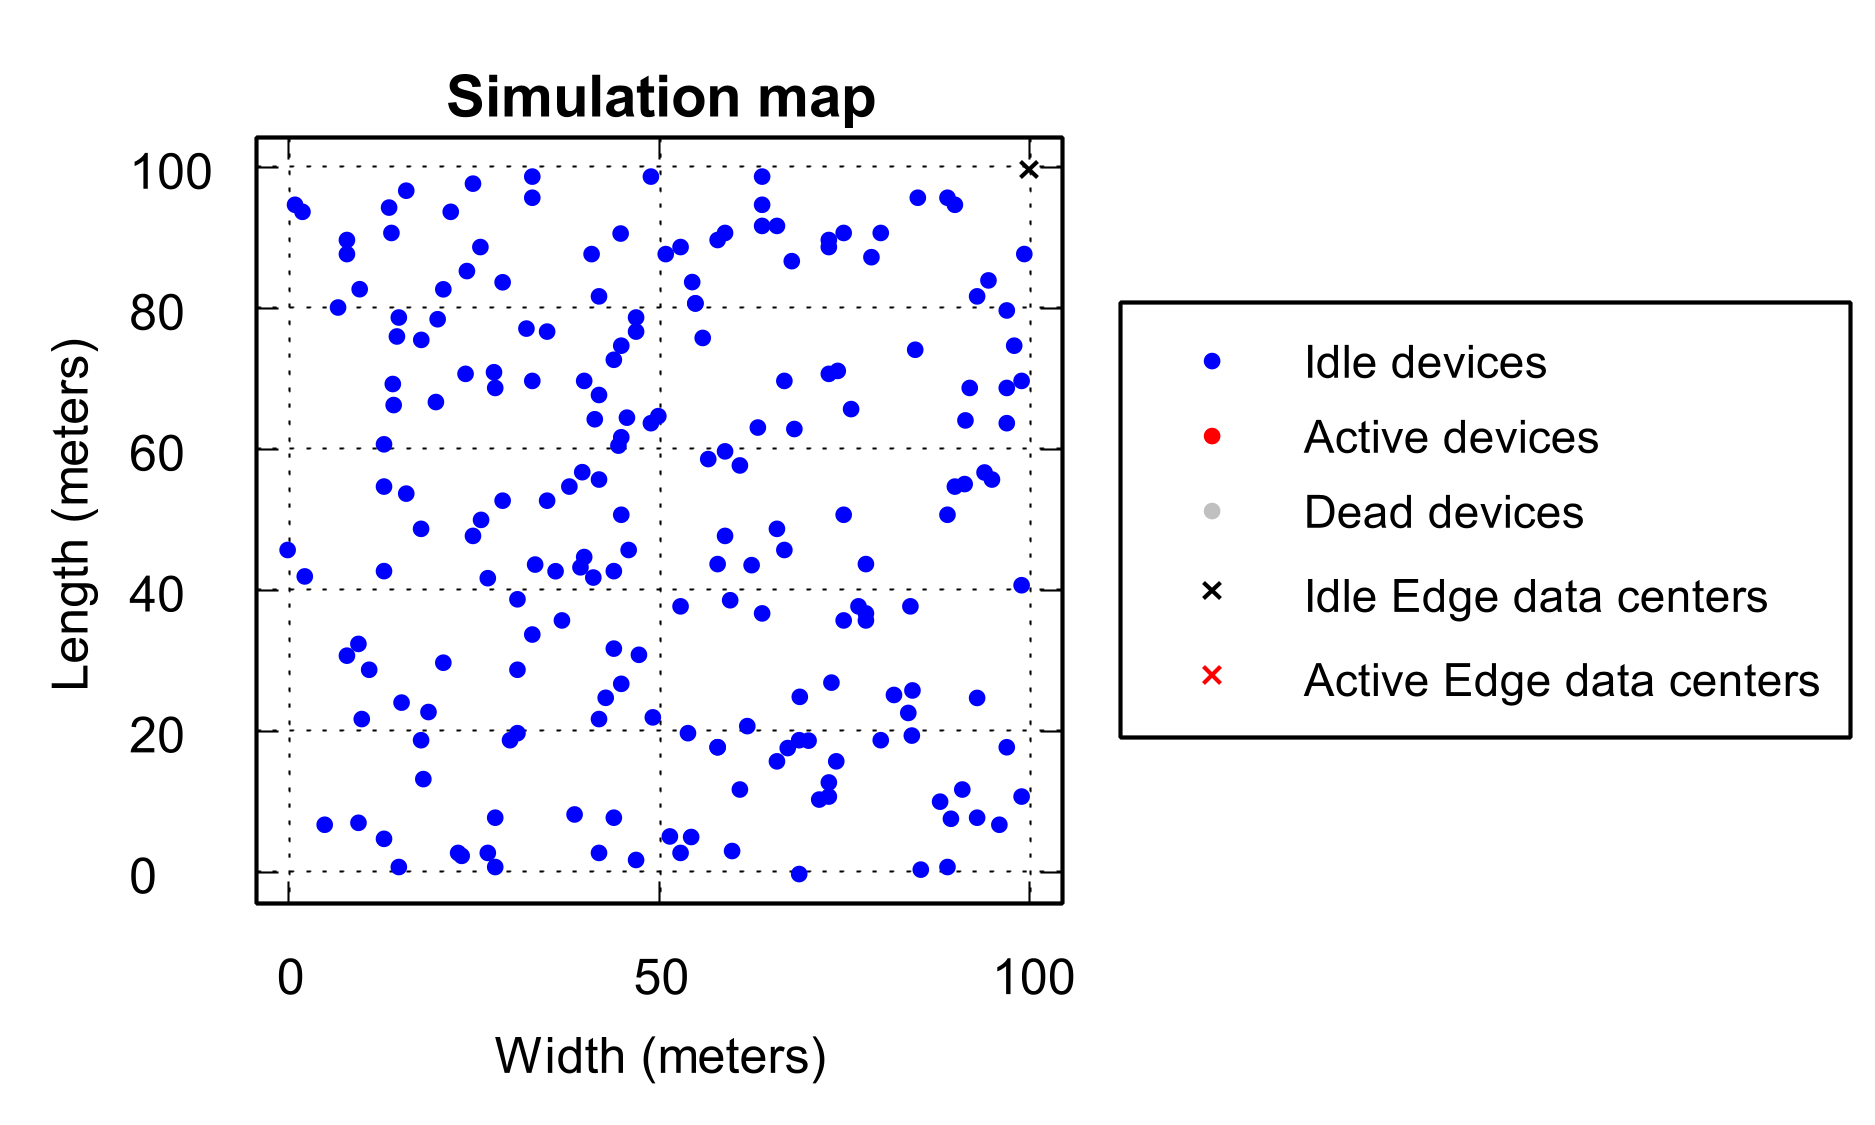 Simulation map
100
80
60
40
20
0
Length (meters)
0 50 100
Width (meters)
Idle devices
Active devices
Dead devices
Idle Edge data centers
Active Edge data centers